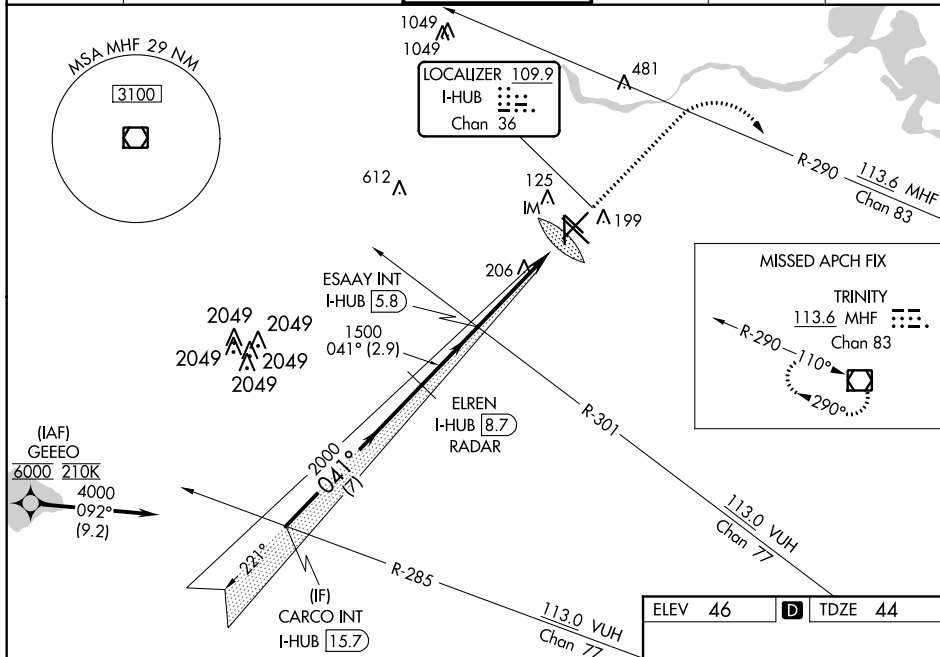 MSA MHF 29 NM
3100
1049
1049
LOCALIZER 109.9
I-HUB
Chan 36
481
R-290
113.6 MHF
Chan 83
612
125
IM
199
206
ESAAY INT
I-HUB 5.8
1500
041° (2.9)
2049
2049
2049
2049
2049
ELREN
I-HUB 8.7
RADAR
R-301
113.0 VUH
Chan 77
MISSED APCH FIX
TRINITY
113.6 MHF
Chan 83
R-290
110°
290°
(IAF)
GEEEO
6000 210K
4000
092°
(9.2)
2000
041°
(7)
221°
(IF)
CARCO INT
I-HUB 15.7
R-285
113.0 VUH
Chan 77
ELEV 46 D TDZE 44